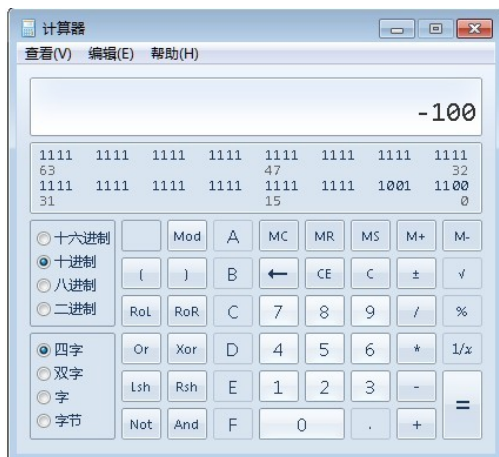 计算器
查看(V) 编辑(E) 帮助(H)
-100
1111 1111 1111 1111 1111 1111 1111 1111
63 47 32
1111 1111 1111 1111 1111 1111 1001 1100
31 15 0
十六进制 Mod A MC MR MS M+ M-
十进制 ( ) B ← CE C ± √
八进制
二进制 RoL RoR C 7 8 9 / %
四字 Or Xor D 4 5 6 * 1/x
双字
字 Lsh Rsh E 1 2 3 - =
字节 Not And F 0 . +